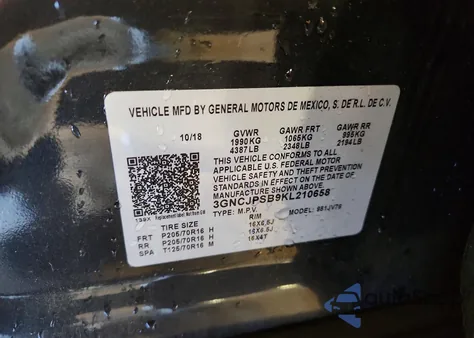 VEHICLE MFD BY GENERAL MOTORS DE MEXICO, S. DE R.L. DE C.V.
10/18 GVWR GAWR FRT GAWR RR
1990KG 1065KG 995KG
4387LB 2348LB 2194LB
THIS VEHICLE CONFORMS TO ALL
APPLICABLE U.S. FEDERAL MOTOR
VEHICLE SAFETY
STANDARDS IN EFFECT ON THE DATE OF
MANUFACTURE SHOWN ABOVE.
3GNCJPSB9KL210658
TYPE: M.P.V. MODEL:
TIRE SIZE RIM
FRT P205/70R16 H 16X6.5J
RR P205/70R16 H 16X6.5J
SPA T125/70R16 M 16X4T